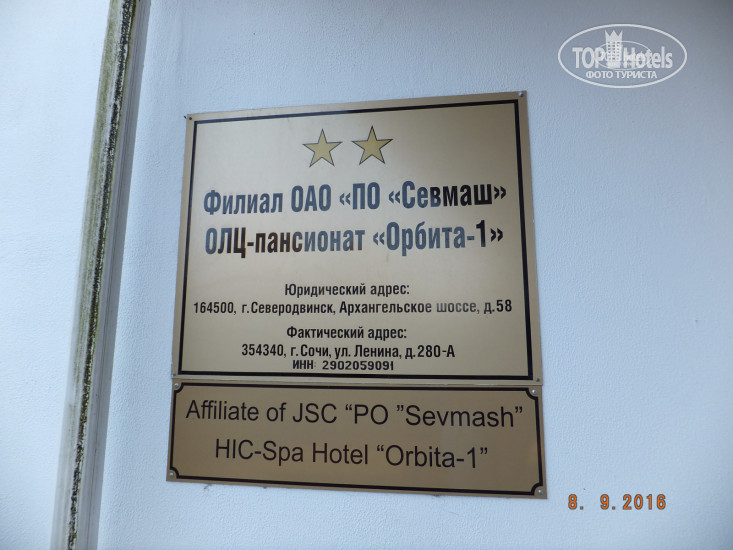 TOP Hotels
ФОТО ТУРИСТА
Филиал ОАО «ПО «Севмаш»
ОЛЦ-пансионат «Орбита-1»
Юридический адрес:
164500, г.Северодвинск, Архангельское шоссе, д.58
Фактический адрес:
354340, г.Сочи, ул.Ленина, д.280-А
ИНН: 2902059091
Affiliate of JSC “PO ”Sevmash”
HIC-Spa Hotel “Orbita-1”
8. 9.2016